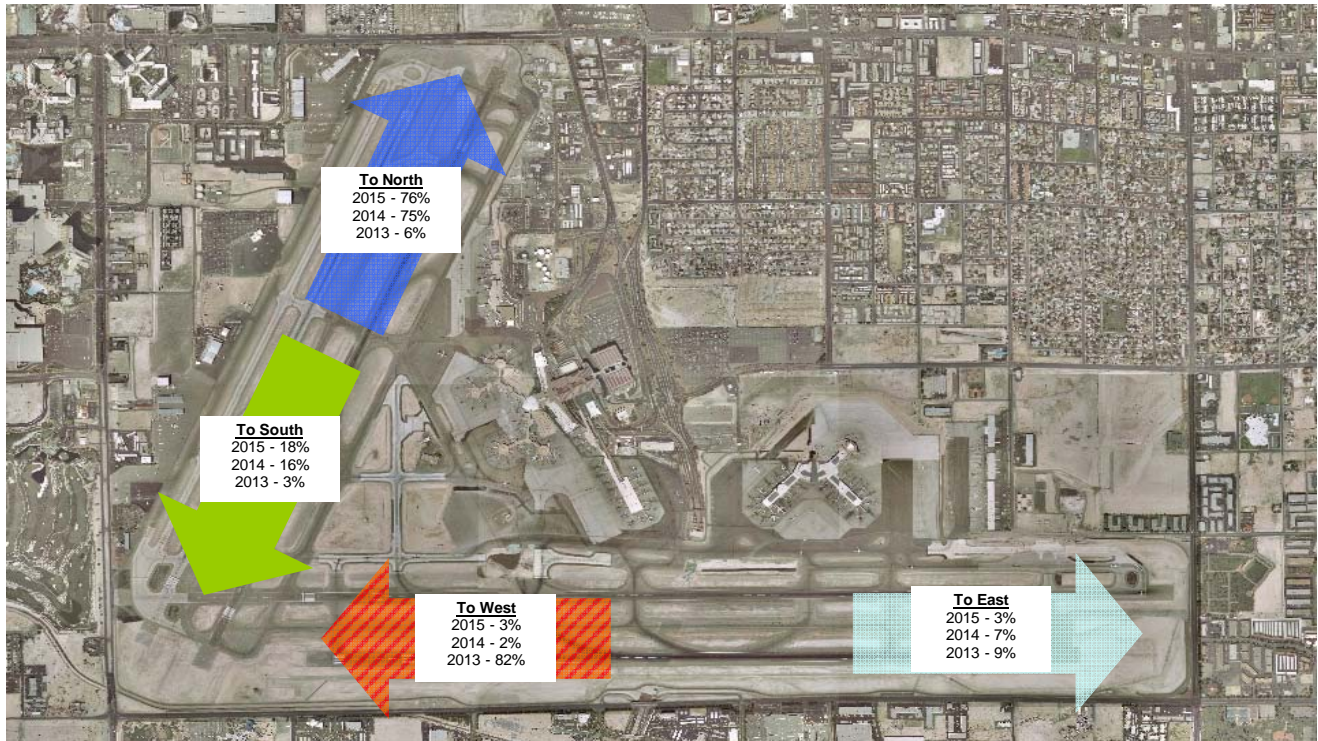 To North
2015 - 76%
2014 - 75%
2013 - 6%
To South
2015 - 18%
2014 - 16%
2013 - 3%
To West
2015 - 3%
2014 - 2%
2013 - 82%
To East
2015 - 3%
2014 - 7%
2013 - 9%